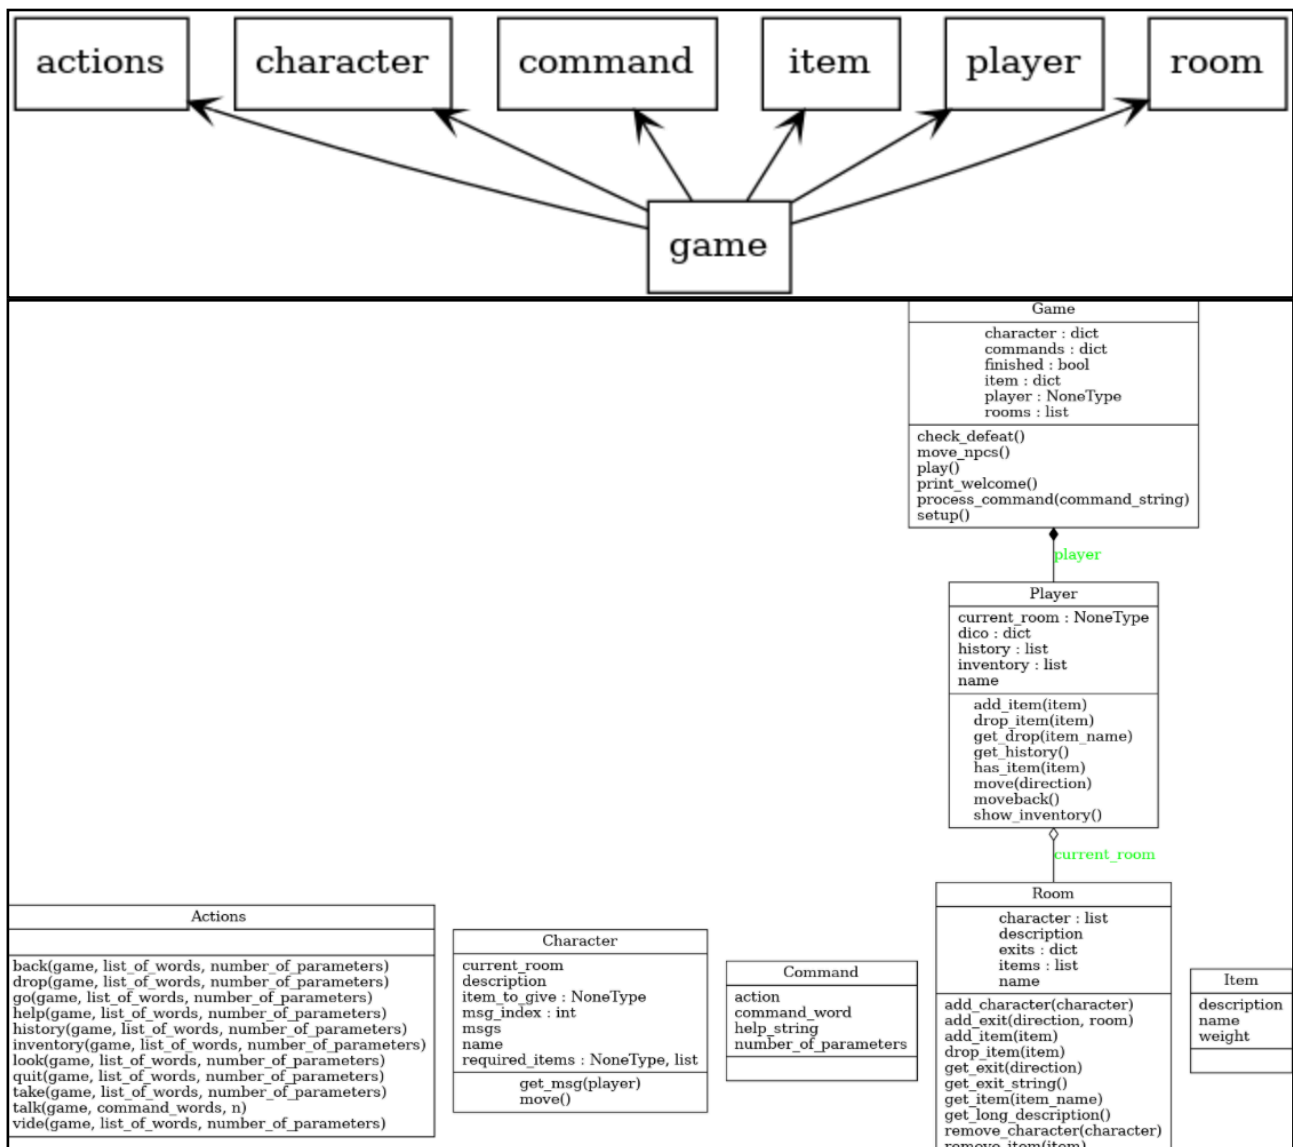 actions
character
command
item
player
room
game
Game
character : dict
commands : dict
finished : bool
item : dict
player : NoneType
rooms : list
check_defeat()
move_npcs()
play()
print_welcome()
process_command(command_string)
setup()
player
Player
current_room : NoneType
dico : dict
history : list
inventory : list
name
add_item(item)
drop_item(item)
get_drop(item_name)
get_history()
has_item(item)
move(direction)
moveback()
show_inventory()
current_room
Actions
back(game, list_of_words, number_of_parameters)
drop(game, list_of_words, number_of_parameters)
go(game, list_of_words, number_of_parameters)
help(game, list_of_words, number_of_parameters)
history(game, list_of_words, number_of_parameters)
inventory(game, list_of_words, number_of_parameters)
look(game, list_of_words, number_of_parameters)
quit(game, list_of_words, number_of_parameters)
take(game, list_of_words, number_of_parameters)
talk(game, command_words, n)
vide(game, list_of_words, number_of_parameters)
Character
current_room
description
item_to_give : NoneType
msg_index : int
msgs
name
required_items : NoneType, list
get_msg(player)
move()
Command
action
command_word
help_string
number_of_parameters
Room
character : list
description
exits : dict
items : list
name
add_character(character)
add_exit(direction, room)
add_item(item)
drop_item(item)
get_exit(direction)
get_exit_string()
get_item(item_name)
get_long_description()
remove_character(character)
remove_item(item)
Item
description
name
weight